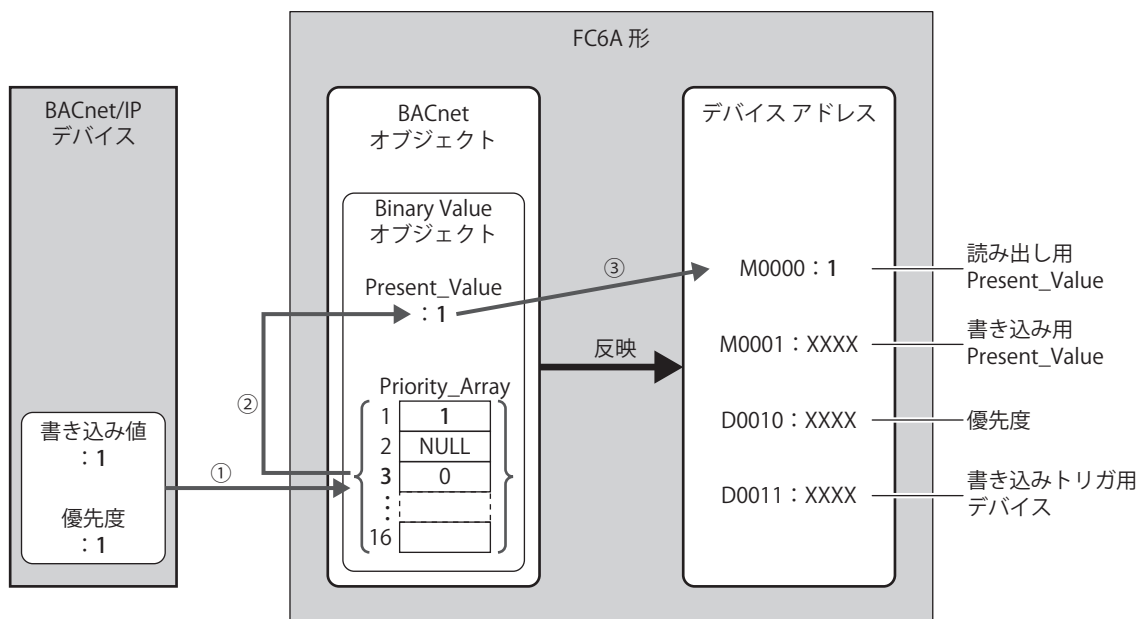 FC6A 形
BACnet/IP
デバイス
書き込み値
：1
優先度
：1
①
②
BACnet
オブジェクト
Binary Value
オブジェクト
Present_Value
：1
Priority_Array
1 1
2 NULL
3 0
⋮
16
③
反映
デバイス アドレス
M0000：1
M0001：XXXX
D0010：XXXX
D0011：XXXX
読み出し用
Present_Value
書き込み用
Present_Value
優先度
書き込みトリガ用
デバイス